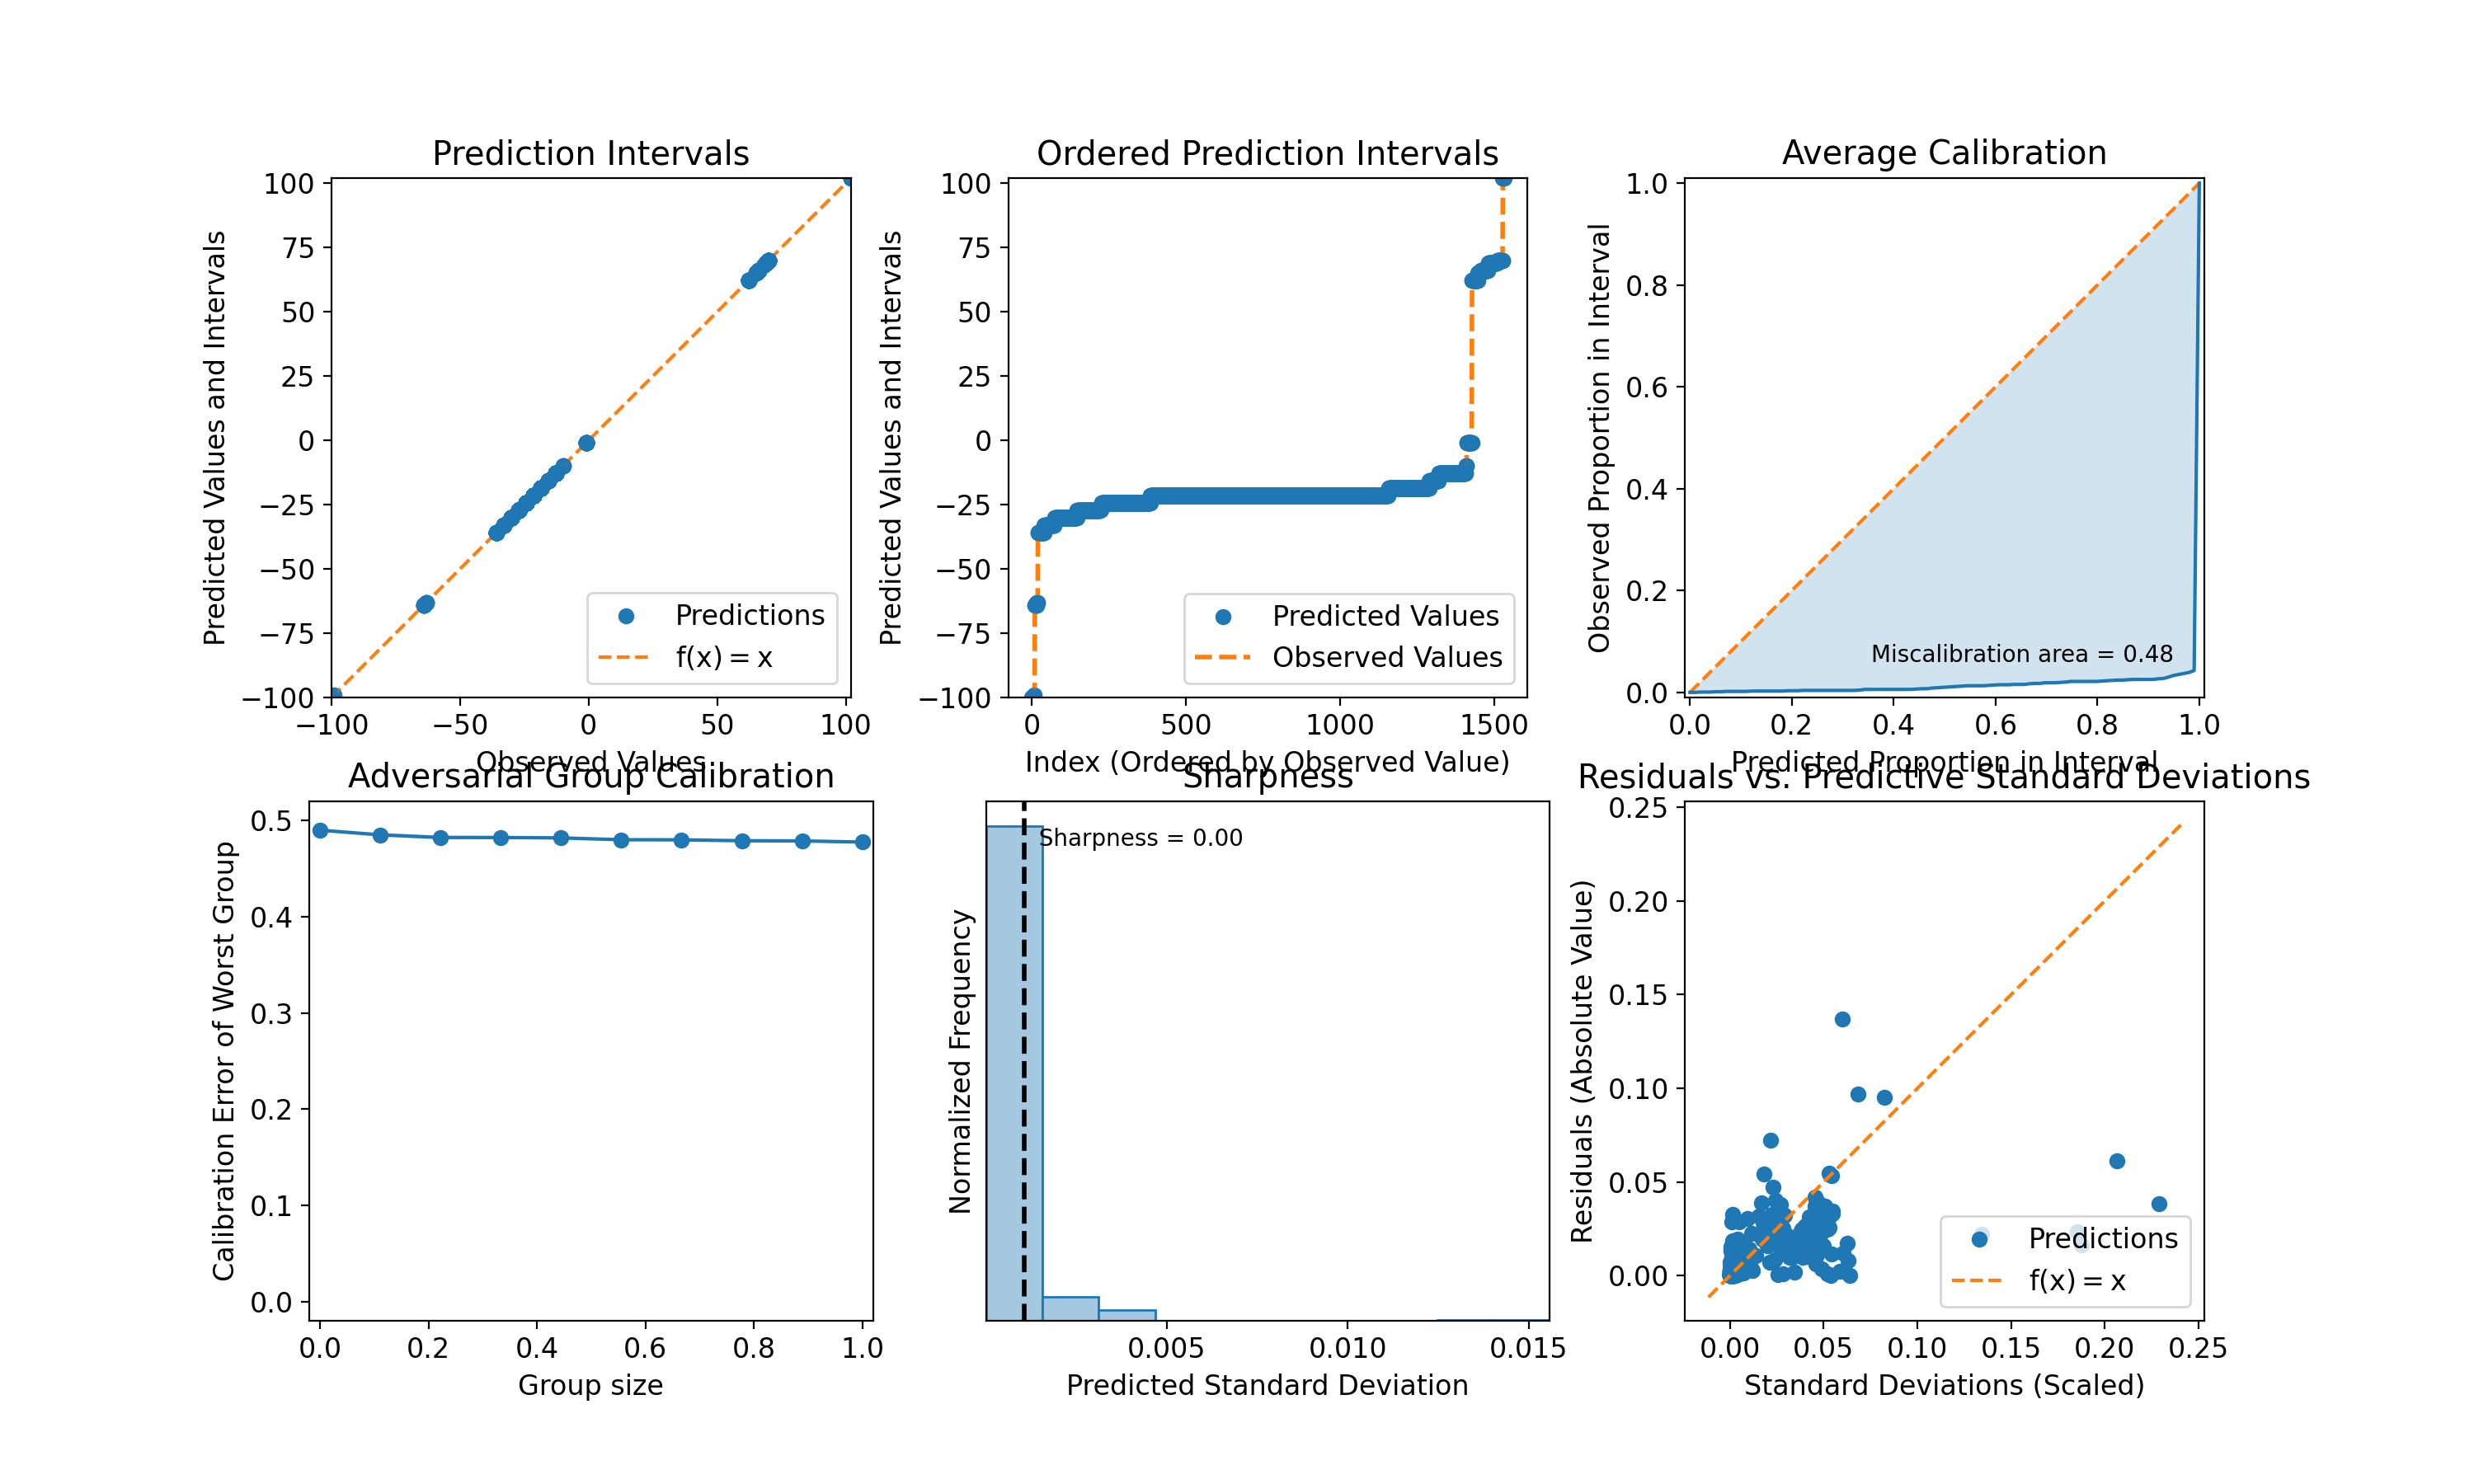 Prediction Intervals
Predicted Values and Intervals
100
75
50
25
0
−25
−50
−75
−100
−100
−50
0
50
100
Observed Values
Predictions
f(x) = x
Ordered Prediction Intervals
Predicted Values and Intervals
100
75
50
25
0
−25
−50
−75
−100
0
500
1000
1500
Index (Ordered by Observed Value)
Predicted Values
Observed Values
Average Calibration
Observed Proportion in Interval
1.0
0.8
0.6
0.4
0.2
0.0
0.0
0.2
0.4
0.6
0.8
1.0
Predicted Proportion in Interval
Miscalibration area = 0.48
Adversarial Group Calibration
Calibration Error of Worst Group
0.5
0.4
0.3
0.2
0.1
0.0
0.0
0.2
0.4
0.6
0.8
1.0
Group size
Sharpness
Normalized Frequency
Sharpness = 0.00
0.005
0.010
0.015
Predicted Standard Deviation
Residuals vs. Predictive Standard Deviations
Residuals (Absolute Value)
0.25
0.20
0.15
0.10
0.05
0.00
0.00
0.05
0.10
0.15
0.20
0.25
Standard Deviations (Scaled)
Predictions
f(x) = x